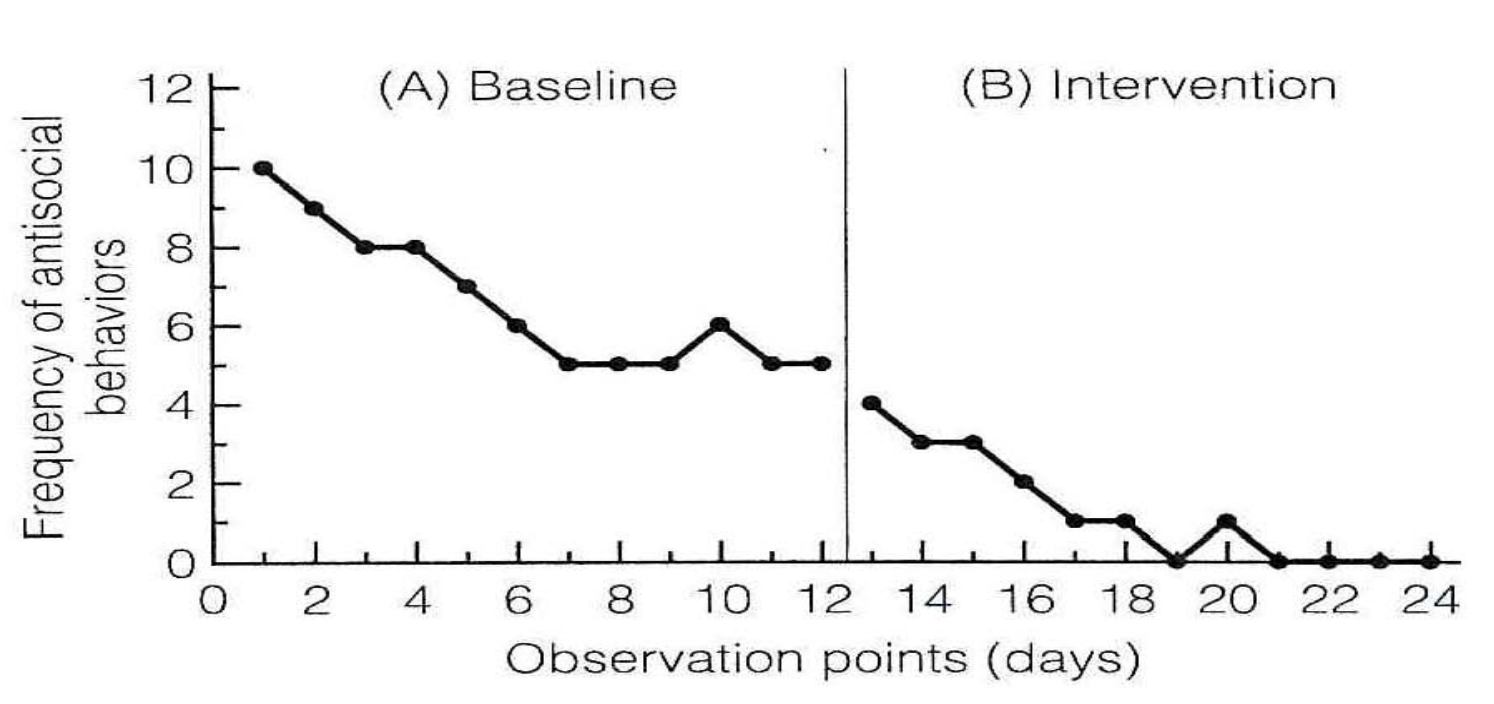 (A) Baseline
(B) Intervention
Frequency of antisocial
behaviors
12
10
8
6
4
2
0
0 2 4 6 8 10 12 14 16 18 20 22 24
Observation points (days)